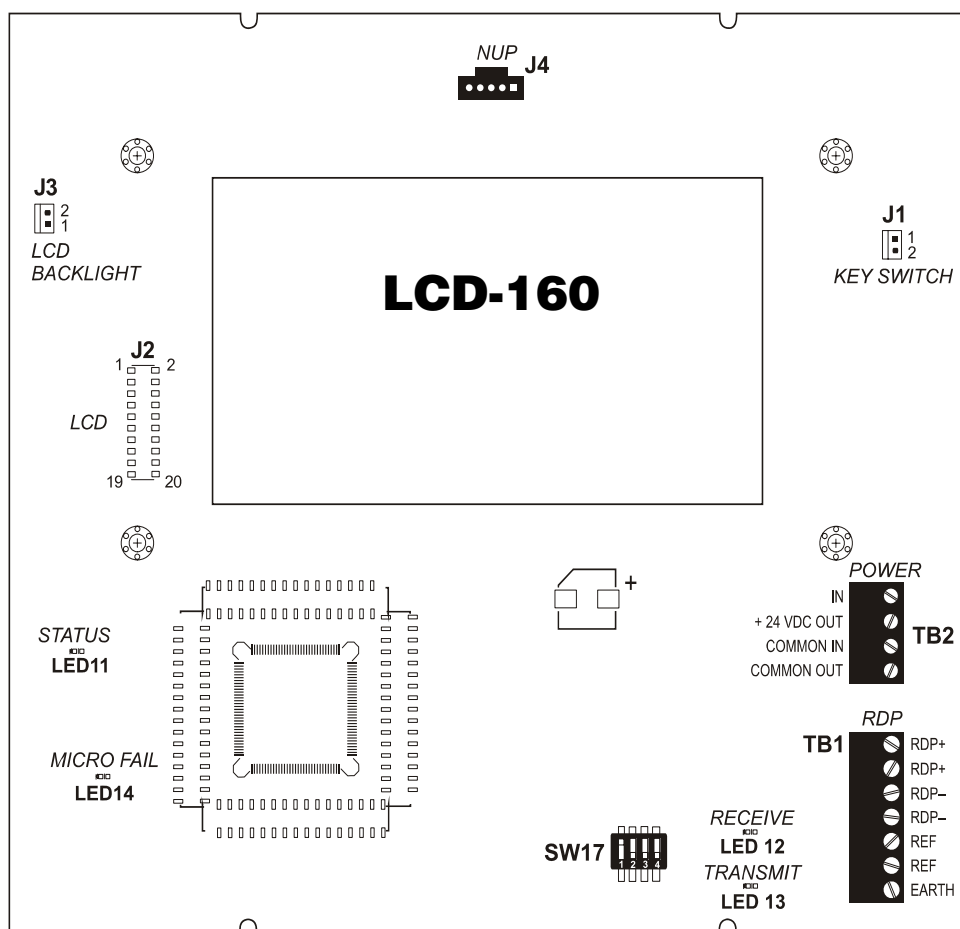 NUP
J4
J3
2
1
LCD
BACKLIGHT
J1
1
2
KEY SWITCH
LCD-160
J2
1 2
LCD
19 20
POWER
IN
+ 24 VDC OUT
COMMON IN
COMMON OUT
TB2
+
STATUS
LED11
MICRO FAIL
LED14
RDP
TB1
RDP+
RDP+
RDP–
RDP–
REF
REF
EARTH
RECEIVE
LED 12
SW17
1 2 3 4
TRANSMIT
LED 13